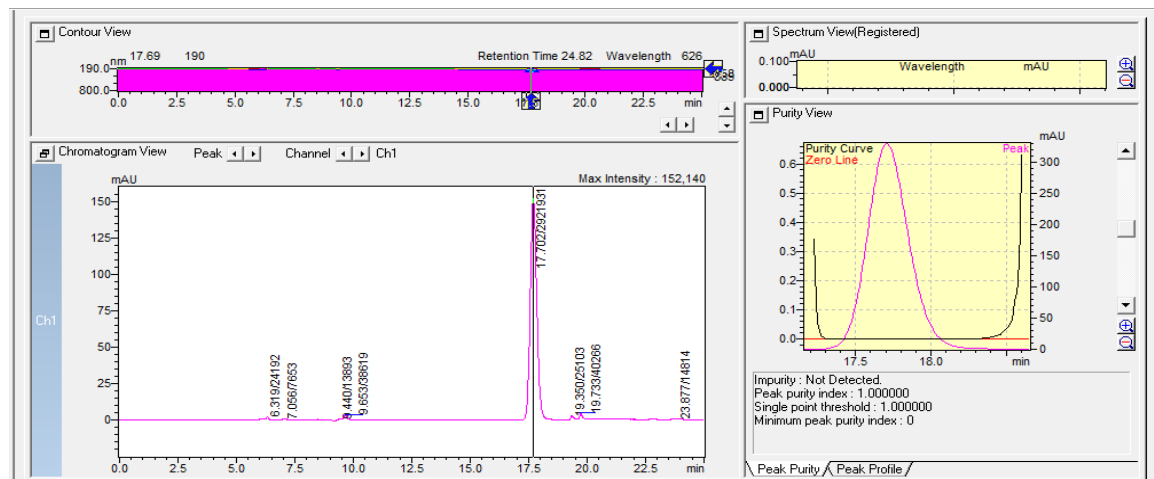 Contour View
nm 17.69 190 Retention Time 24.82 Wavelength 626
190.0
800.0
0.0 2.5 5.0 7.5 10.0 12.5 15.0 20.0 22.5 min
Chromatogram View Peak Channel Ch1
Ch1
mAU Max Intensity : 152,140
150
125
100
75
50
25
0
6.319/24192
7.056/7653
9.440/13893
9.653/38619
17.702/2921931
19.350/25103
19.733/40266
23.877/14814
0.0 2.5 5.0 7.5 10.0 12.5 15.0 17.5 20.0 22.5 min
Spectrum View(Registered)
mAU
0.100
Wavelength mAU
0.000
Purity View
mAU
Purity Curve Peak
Zero Line
0.6
0.5
0.4
0.3
0.2
0.1
0.0
300
250
200
150
100
50
0
17.5 18.0 min
Impurity : Not Detected.
Peak purity index : 1.000000
Single point threshold : 1.000000
Minimum peak purity index : 0
Peak Purity Peak Profile